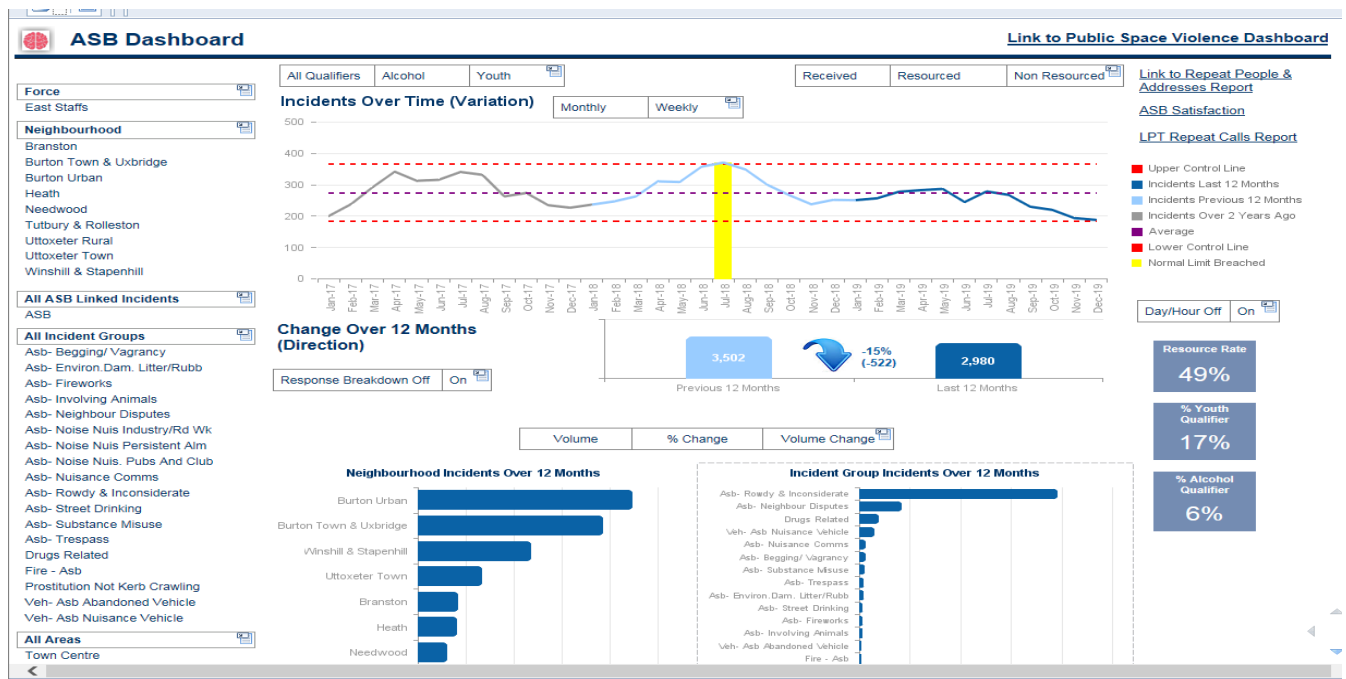 ASB Dashboard
Link to Public Space Violence Dashboard
All Qualifiers Alcohol Youth
Received Resourced Non Resourced
Link to Repeat People &
Addresses Report
ASB Satisfaction
LPT Repeat Calls Report
Force
East Staffs
Neighbourhood
Branston
Burton Town & Uxbridge
Burton Urban
Heath
Needwood
Tutbury & Rolleston
Uttoxeter Rural
Uttoxeter Town
Winshill & Stapenhill
All ASB Linked Incidents
ASB
All Incident Groups
Asb- Begging/ Vagrancy
Asb- Environ.Dam. Litter/Rubb
Asb- Fireworks
Asb- Involving Animals
Asb- Neighbour Disputes
Asb- Noise Nuis Industry/Rd Wk
Asb- Noise Nuis Persistent Alm
Asb- Noise Nuis. Pubs And Club
Asb- Nuisance Comms
Asb- Rowdy & Inconsiderate
Asb- Street Drinking
Asb- Substance Misuse
Asb- Trespass
Drugs Related
Fire - Asb
Prostitution Not Kerb Crawling
Veh- Asb Abandoned Vehicle
Veh- Asb Nuisance Vehicle
All Areas
Town Centre
Incidents Over Time (Variation)
Monthly Weekly
500
400
300
200
100
0
Jan-17 Feb-17 Mar-17 Apr-17 May-17 Jun-17 Jul-17 Aug-17 Sep-17 Oct-17 Nov-17 Dec-17 Jan-18 Feb-18 Mar-18 Apr-18 May-18 Jun-18 Jul-18 Aug-18 Sep-18 Oct-18 Nov-18 Dec-18 Jan-19 Feb-19 Mar-19 Apr-19 May-19 Jun-19 Jul-19 Aug-19 Sep-19 Oct-19 Nov-19 Dec-19
Upper Control Line
Incidents Last 12 Months
Incidents Previous 12 Months
Incidents Over 2 Years Ago
Average
Lower Control Line
Normal Limit Breached
Change Over 12 Months
(Direction)
Response Breakdown Off On
3,502
-15%
(-522)
2,980
Previous 12 Months
Last 12 Months
Day/Hour Off On
Resource Rate
49%
% Youth
Qualifier
17%
% Alcohol
Qualifier
6%
Volume % Change Volume Change
Neighbourhood Incidents Over 12 Months
Burton Urban
Burton Town & Uxbridge
Winshill & Stapenhill
Uttoxeter Town
Branston
Heath
Needwood
Incident Group Incidents Over 12 Months
Asb- Rowdy & Inconsiderate
Asb- Neighbour Disputes
Drugs Related
Veh- Asb Nuisance Vehicle
Asb- Nuisance Comms
Asb- Begging/ Vagrancy
Asb- Substance Misuse
Asb- Trespass
Asb- Environ.Dam. Litter/Rubb
Asb- Street Drinking
Asb- Fireworks
Asb- Involving Animals
Veh- Asb Abandoned Vehicle
Fire - Asb